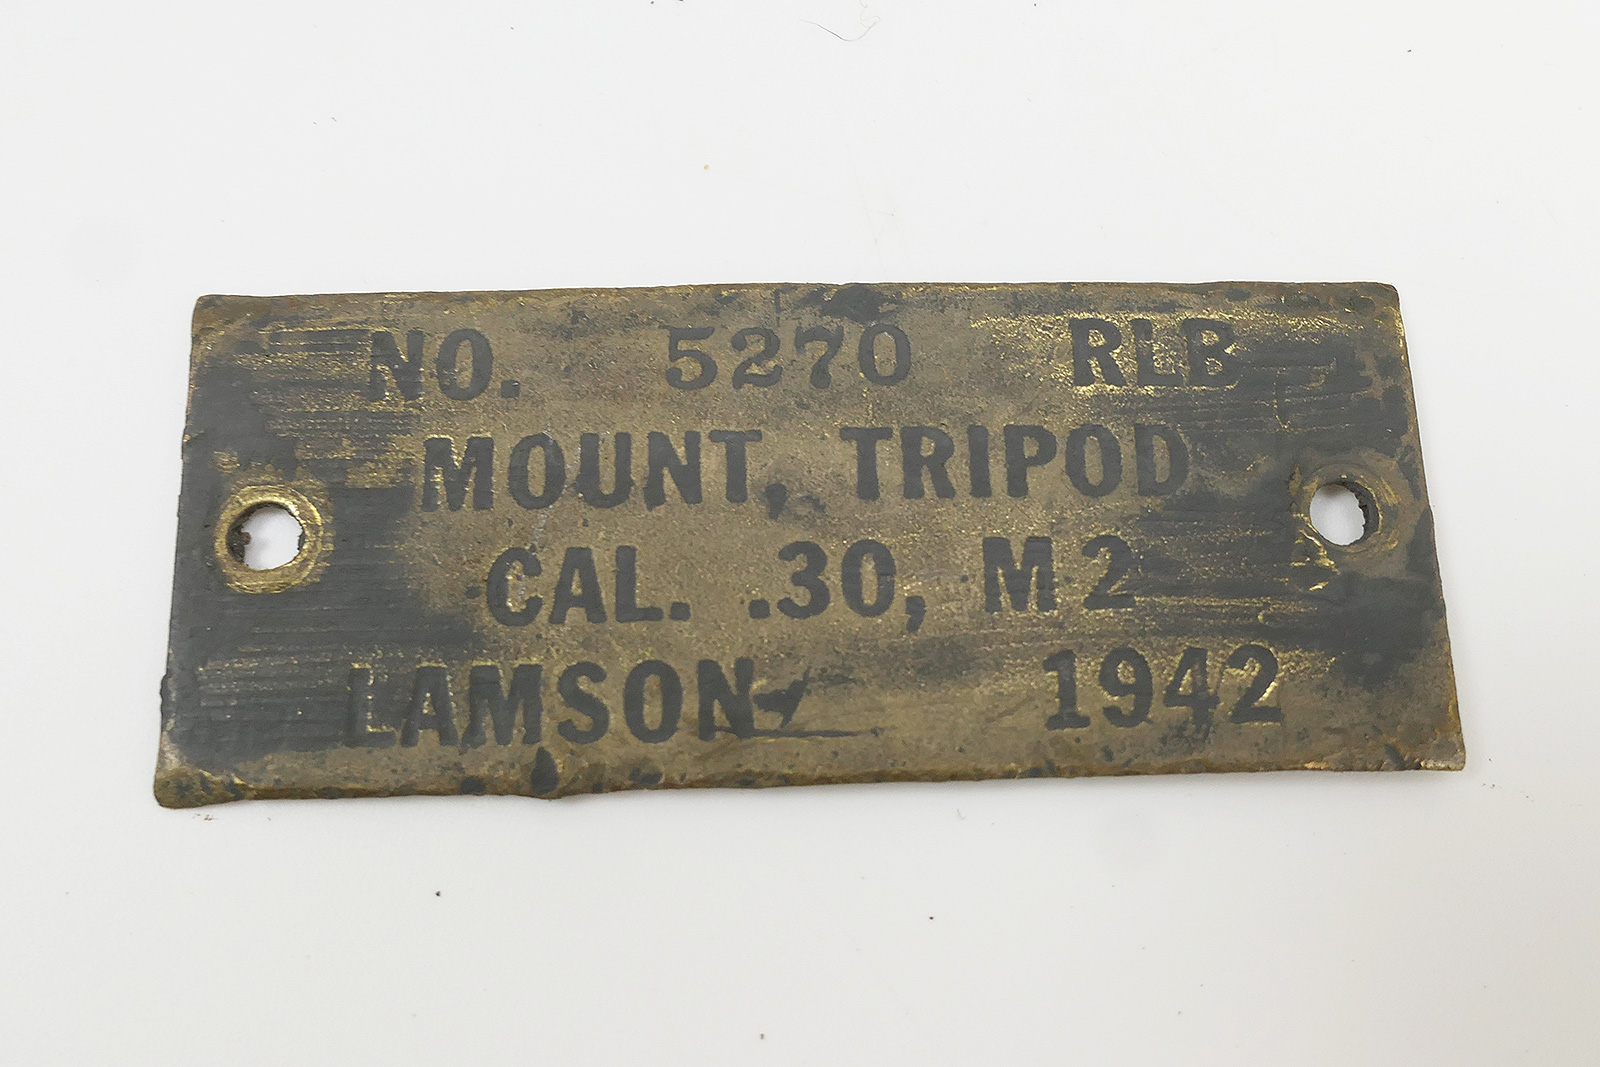 NO. 5270 RLB
MOUNT, TRIPOD
CAL. .30, M2
LAMSON 1942